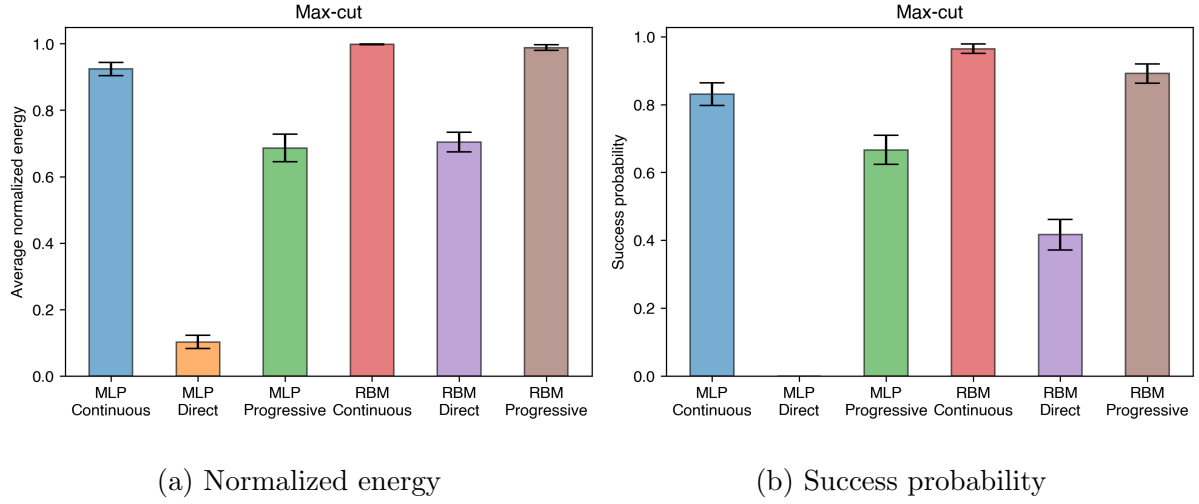 Max-cut
Average normalized energy
1.0
0.8
0.6
0.4
0.2
0.0
MLP Continuous
MLP Direct
MLP Progressive
RBM Continuous
RBM Direct
RBM Progressive
(a) Normalized energy
Max-cut
Success probability
1.0
0.8
0.6
0.4
0.2
0.0
MLP Continuous
MLP Direct
MLP Progressive
RBM Continuous
RBM Direct
RBM Progressive
(b) Success probability